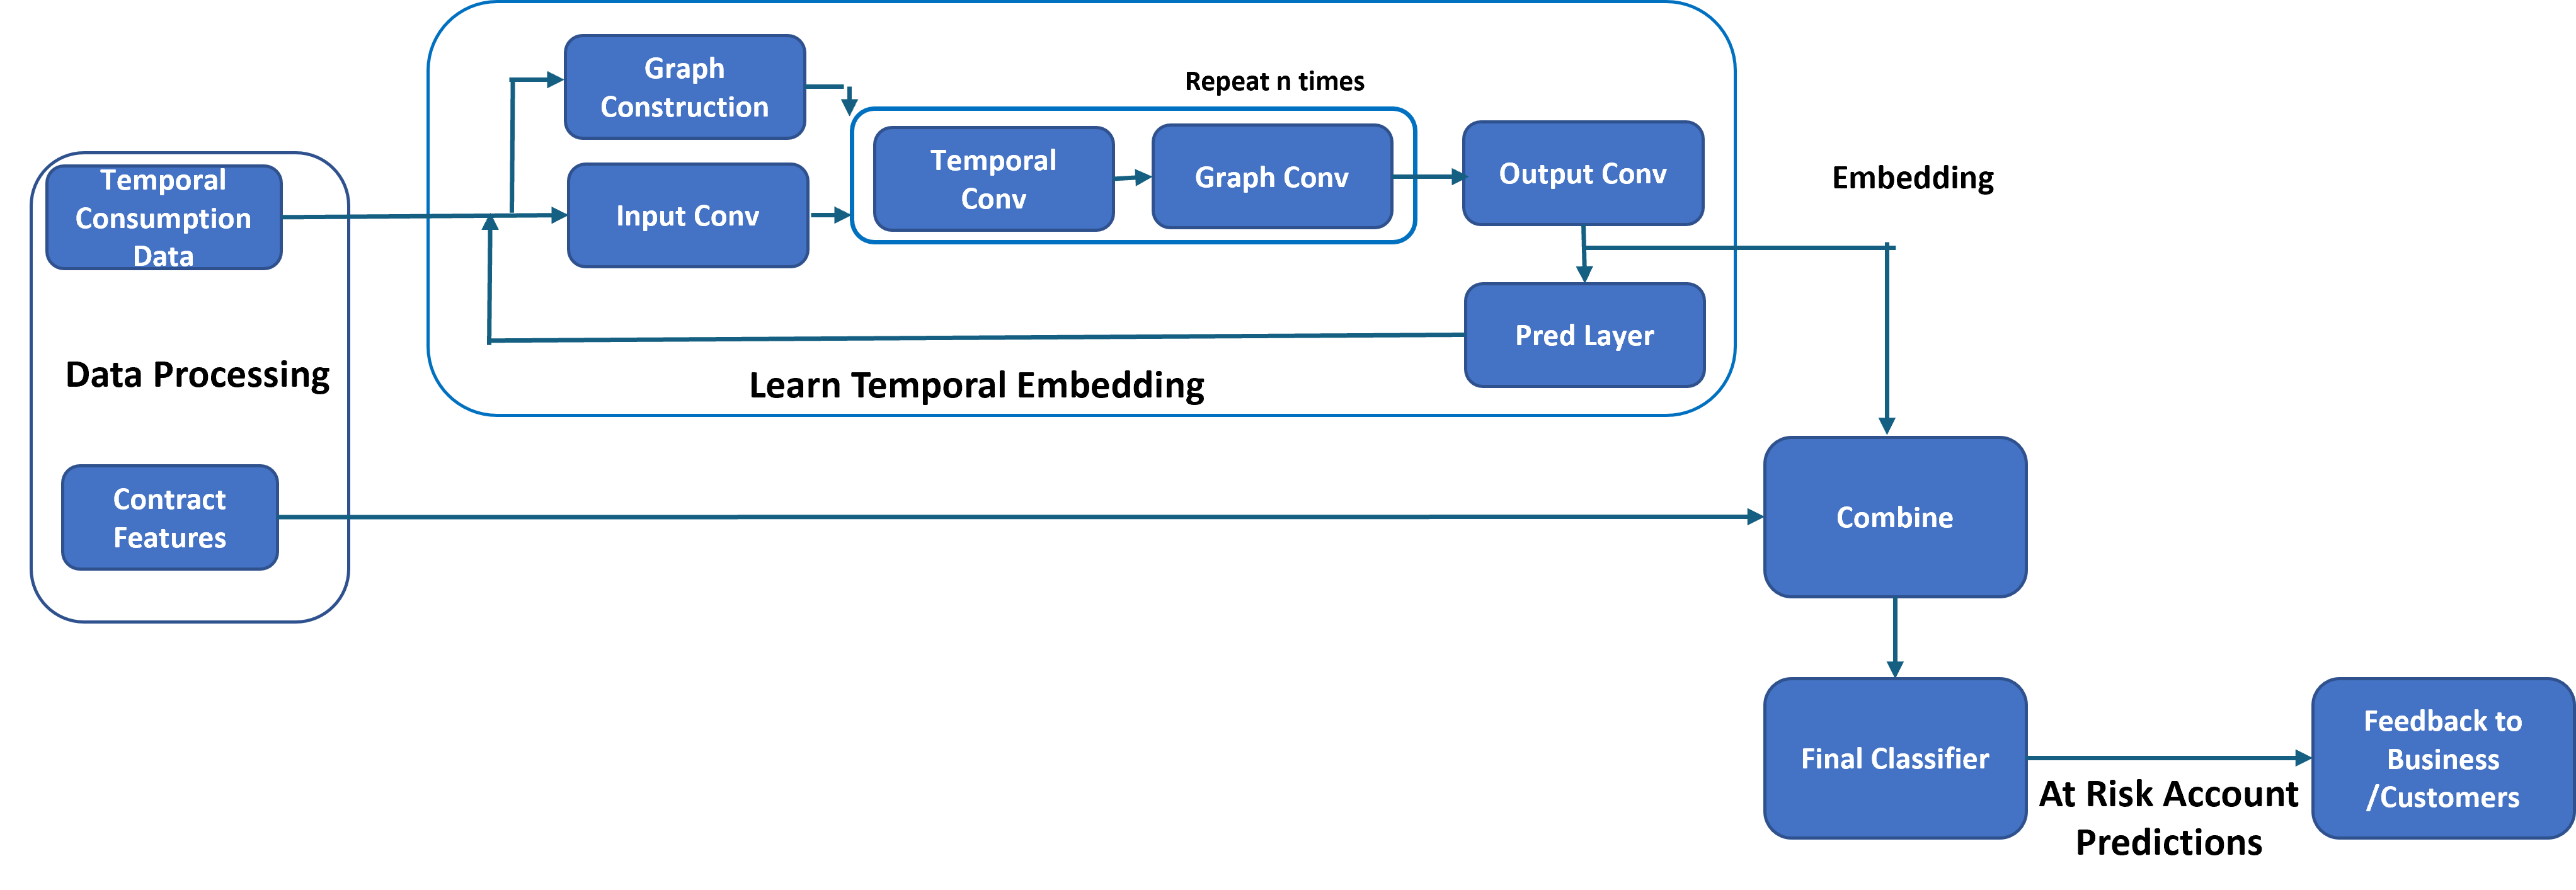 Graph
Construction
Repeat n times
Temporal
Conv
Graph Conv
Output Conv
Embedding
Temporal
Consumption
Data
Input Conv
Pred Layer
Data Processing
Learn Temporal Embedding
Contract
Features
Combine
Final Classifier
At Risk Account
Predictions
Feedback to
Business
/Customers